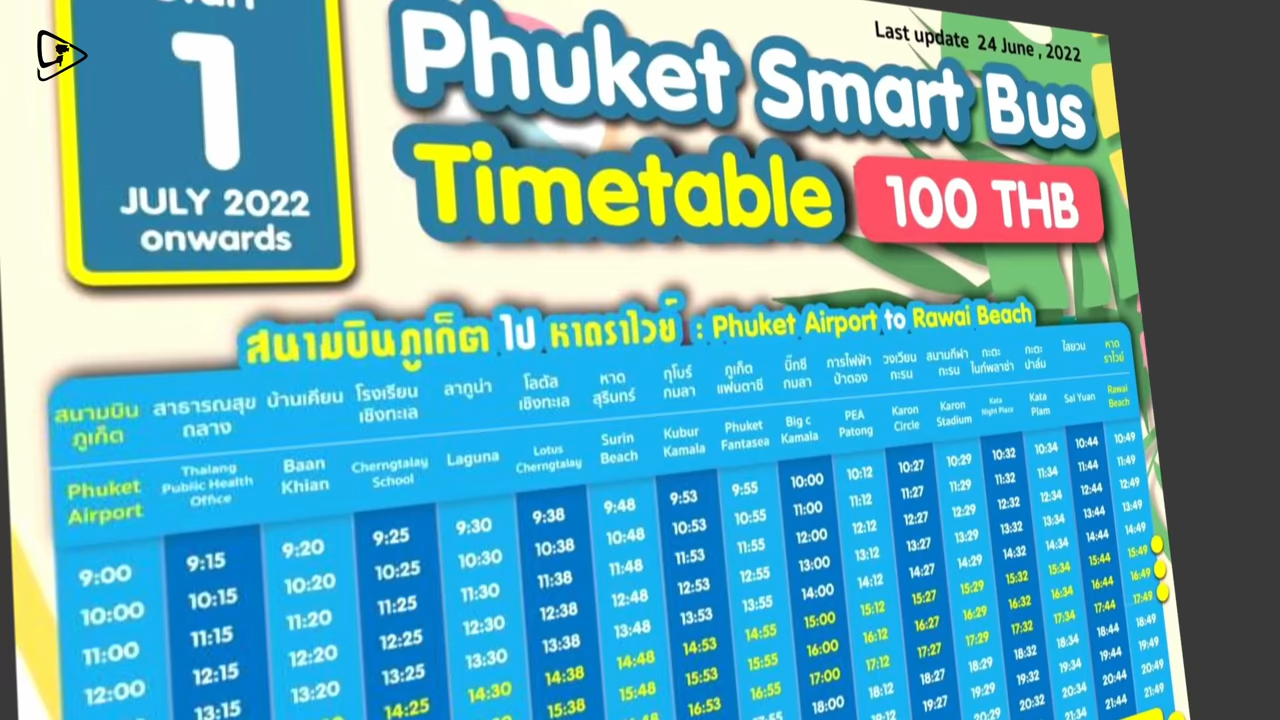 1
JULY 2022
onwards
Last update 24 June , 2022
Phuket Smart Bus
Timetable
100 THB
สนามบินภูเก็ต ไป หาดราไวย์ : Phuket Airport to Rawai Beach
สนามบินภูเก็ต สาธารณสุขถลาง บ้านเคียน โรงเรียนเชิงทะเล ลากูน่า โลตัสเชิงทะเล หาดสุรินทร์ กุโบร์กมลา ภูเก็ตแฟนตาซี บิ๊กซีกมลา การไฟฟ้าป่าตอง วงเวียนกะรน สนามกีฬากะรน กะตะไนท์พลาซ่า กะตะปาล์ม ไสยวน หาดราไวย์
Phuket Airport Thalang Public Health Office Baan Khian Cherngtalay School Laguna Lotus Cherngtalay Surin Beach Kubur Kamala Phuket Fantasea Big c Kamala PEA Patong Karon Circle Karon Stadium Kata Night Plaza Kata Plam Sai Yuan Rawai Beach
9:00 9:15 9:20 9:25 9:30 9:38 9:48 9:53 9:55 10:00 10:12 10:27 10:29 10:32 10:34 10:44 10:49
10:00 10:15 10:20 10:25 10:30 10:38 10:48 10:53 10:55 11:00 11:12 11:27 11:29 11:32 11:34 11:44 11:49
11:00 11:15 11:20 11:25 11:30 11:38 11:48 11:53 11:55 12:00 12:12 12:27 12:29 12:32 12:34 12:44 12:49
12:00 12:15 12:20 12:25 12:30 12:38 12:48 12:53 12:55 13:00 13:12 13:27 13:29 13:32 13:34 13:44 13:49
13:15 13:20 13:25 13:30 13:38 13:48 13:53 13:55 14:00 14:12 14:27 14:29 14:32 14:34 14:44 14:49
14:25 14:30 14:38 14:48 14:53 14:55 15:00 15:12 15:27 15:29 15:32 15:34 15:44 15:49
15:38 15:48 15:53 15:55 16:00 16:12 16:27 16:29 16:32 16:34 16:44 16:49
16:53 16:55 17:00 17:12 17:27 17:29 17:32 17:34 17:44 17:49
18:00 18:12 18:27 18:29 18:32 18:34 18:44 18:49
19:27 19:29 19:32 19:34 19:44 19:49
20:29 20:32 20:34 20:44 20:49
21:34 21:44 21:49